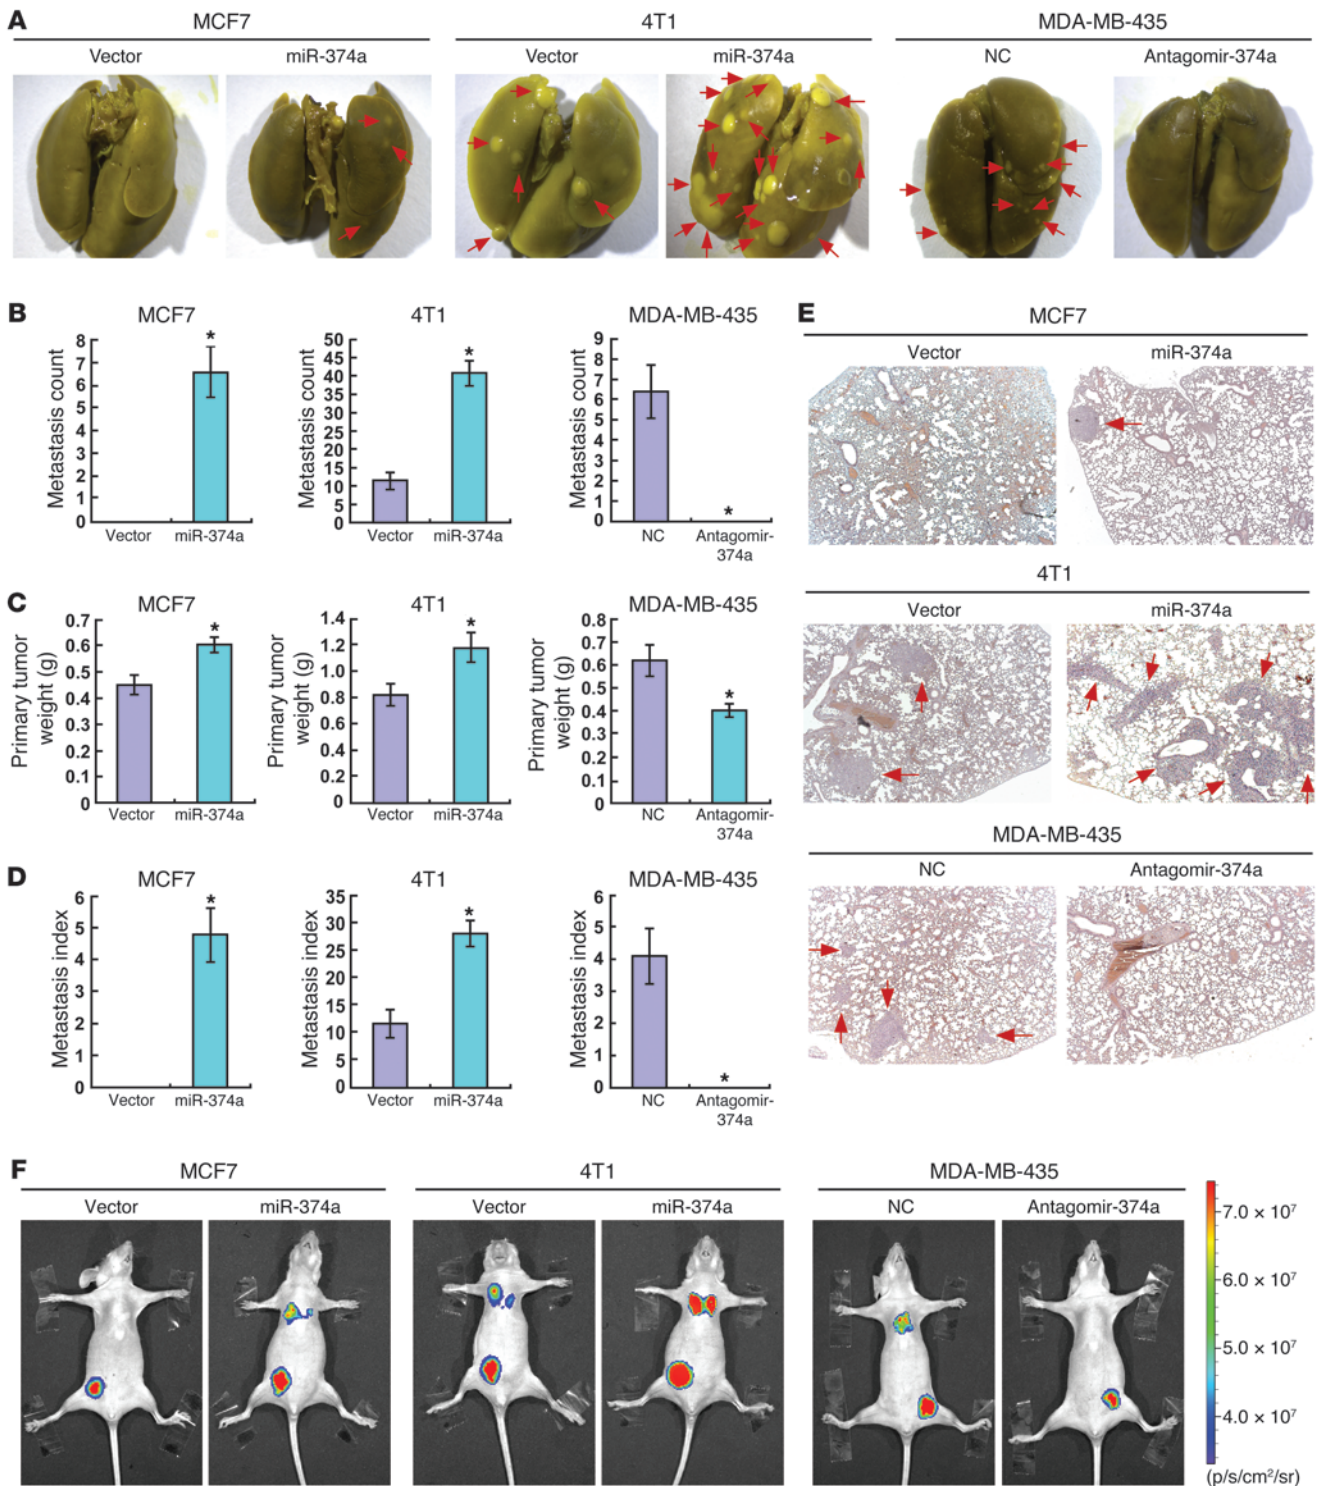 A
MCF7
4T1
MDA-MB-435
Vector
miR-374a
Vector
miR-374a
NC
Antagomir-374a
B
MCF7
Metastasis count
8
7
6
5
4
3
2
1
0
Vector
miR-374a
*
4T1
Metastasis count
50
45
40
35
30
25
20
15
10
5
0
Vector
miR-374a
*
MDA-MB-435
Metastasis count
9
8
7
6
5
4
3
2
1
0
NC
Antagomir-
374a
*
C
MCF7
Primary tumor
weight (g)
0.7
0.6
0.5
0.4
0.3
0.2
0.1
0
Vector
miR-374a
*
4T1
Primary tumor
weight (g)
1.4
1.2
1.0
0.8
0.6
0.4
0.2
0
Vector
miR-374a
*
MDA-MB-435
Primary tumor
weight (g)
0.8
0.7
0.6
0.5
0.4
0.3
0.2
0.1
0
NC
Antagomir-
374a
*
D
MCF7
Metastasis index
6
5
4
3
2
1
0
Vector
miR-374a
*
4T1
Metastasis index
35
30
25
20
15
10
5
0
Vector
miR-374a
*
MDA-MB-435
Metastasis index
6
5
4
3
2
1
0
NC
Antagomir-
374a
*
E
MCF7
Vector
miR-374a
4T1
Vector
miR-374a
MDA-MB-435
NC
Antagomir-374a
F
MCF7
4T1
MDA-MB-435
Vector
miR-374a
Vector
miR-374a
NC
Antagomir-374a
7.0 × 10⁷
6.0 × 10⁷
5.0 × 10⁷
4.0 × 10⁷
(p/s/cm²/sr)